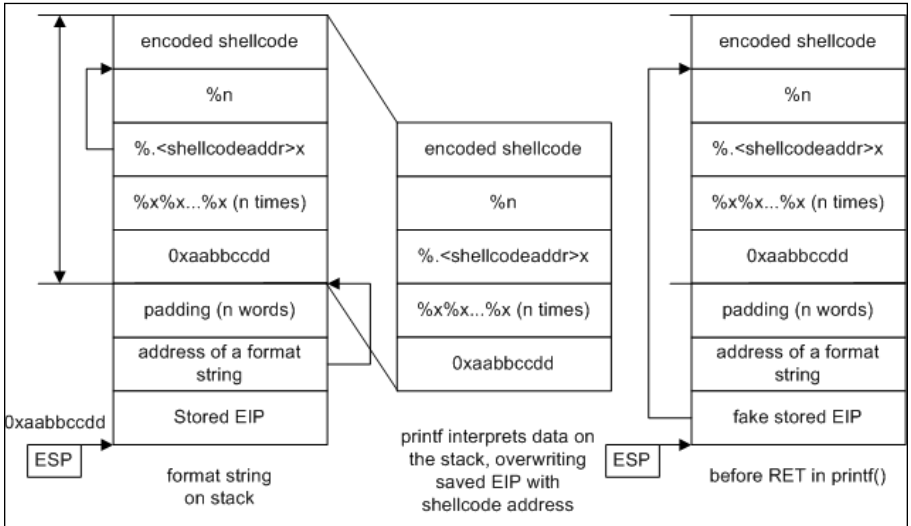 encoded shellcode
%n
%.<shellcodeaddr>x
%x%x...%x (n times)
0xaabbccdd
padding (n words)
address of a format
string
Stored EIP
0xaabbccdd
ESP
format string
on stack
encoded shellcode
%n
%.<shellcodeaddr>x
%x%x...%x (n times)
0xaabbccdd
printf interprets data on
the stack, overwriting
saved EIP with
shellcode address
encoded shellcode
%n
%.<shellcodeaddr>x
%x%x...%x (n times)
0xaabbccdd
padding (n words)
address of a format
string
fake stored EIP
ESP
before RET in printf()